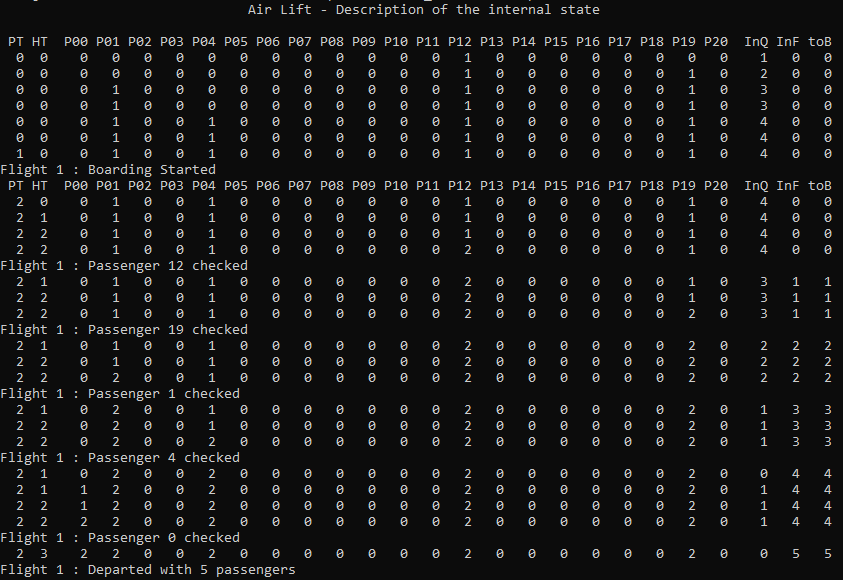 Air Lift - Description of the internal state
PT HT P00 P01 P02 P03 P04 P05 P06 P07 P08 P09 P10 P11 P12 P13 P14 P15 P16 P17 P18 P19 P20 InQ InF toB
0 0 0 0 0 0 0 0 0 0 0 0 0 0 1 0 0 0 0 0 0 0 0 1 0 0
0 0 0 0 0 0 0 0 0 0 0 0 0 0 1 0 0 0 0 0 0 1 0 2 0 0
0 0 0 1 0 0 0 0 0 0 0 0 0 0 1 0 0 0 0 0 0 1 0 3 0 0
0 0 0 1 0 0 0 0 0 0 0 0 0 0 1 0 0 0 0 0 0 1 0 3 0 0
0 0 0 1 0 0 1 0 0 0 0 0 0 0 1 0 0 0 0 0 0 1 0 4 0 0
0 0 0 1 0 0 1 0 0 0 0 0 0 0 1 0 0 0 0 0 0 1 0 4 0 0
1 0 0 1 0 0 1 0 0 0 0 0 0 0 1 0 0 0 0 0 0 1 0 4 0 0
Flight 1 : Boarding Started
PT HT P00 P01 P02 P03 P04 P05 P06 P07 P08 P09 P10 P11 P12 P13 P14 P15 P16 P17 P18 P19 P20 InQ InF toB
2 0 0 1 0 0 1 0 0 0 0 0 0 0 1 0 0 0 0 0 0 1 0 4 0 0
2 1 0 1 0 0 1 0 0 0 0 0 0 0 1 0 0 0 0 0 0 1 0 4 0 0
2 2 0 1 0 0 1 0 0 0 0 0 0 0 1 0 0 0 0 0 0 1 0 4 0 0
2 2 0 1 0 0 1 0 0 0 0 0 0 0 2 0 0 0 0 0 0 1 0 4 0 0
Flight 1 : Passenger 12 checked
2 1 0 1 0 0 1 0 0 0 0 0 0 0 2 0 0 0 0 0 0 1 0 3 1 1
2 2 0 1 0 0 1 0 0 0 0 0 0 0 2 0 0 0 0 0 0 1 0 3 1 1
2 2 0 1 0 0 1 0 0 0 0 0 0 0 2 0 0 0 0 0 0 2 0 3 1 1
Flight 1 : Passenger 19 checked
2 1 0 1 0 0 1 0 0 0 0 0 0 0 2 0 0 0 0 0 0 2 0 2 2 2
2 2 0 1 0 0 1 0 0 0 0 0 0 0 2 0 0 0 0 0 0 2 0 2 2 2
2 2 0 2 0 0 1 0 0 0 0 0 0 0 2 0 0 0 0 0 0 2 0 2 2 2
Flight 1 : Passenger 1 checked
2 1 0 2 0 0 1 0 0 0 0 0 0 0 2 0 0 0 0 0 0 2 0 1 3 3
2 2 0 2 0 0 1 0 0 0 0 0 0 0 2 0 0 0 0 0 0 2 0 1 3 3
2 2 0 2 0 0 2 0 0 0 0 0 0 0 2 0 0 0 0 0 0 2 0 1 3 3
Flight 1 : Passenger 4 checked
2 1 0 2 0 0 2 0 0 0 0 0 0 0 2 0 0 0 0 0 0 2 0 0 4 4
2 1 1 2 0 0 2 0 0 0 0 0 0 0 2 0 0 0 0 0 0 2 0 1 4 4
2 2 1 2 0 0 2 0 0 0 0 0 0 0 2 0 0 0 0 0 0 2 0 1 4 4
2 2 2 2 0 0 2 0 0 0 0 0 0 0 2 0 0 0 0 0 0 2 0 1 4 4
Flight 1 : Passenger 0 checked
2 3 2 2 0 0 2 0 0 0 0 0 0 0 2 0 0 0 0 0 0 2 0 0 5 5
Flight 1 : Departed with 5 passengers